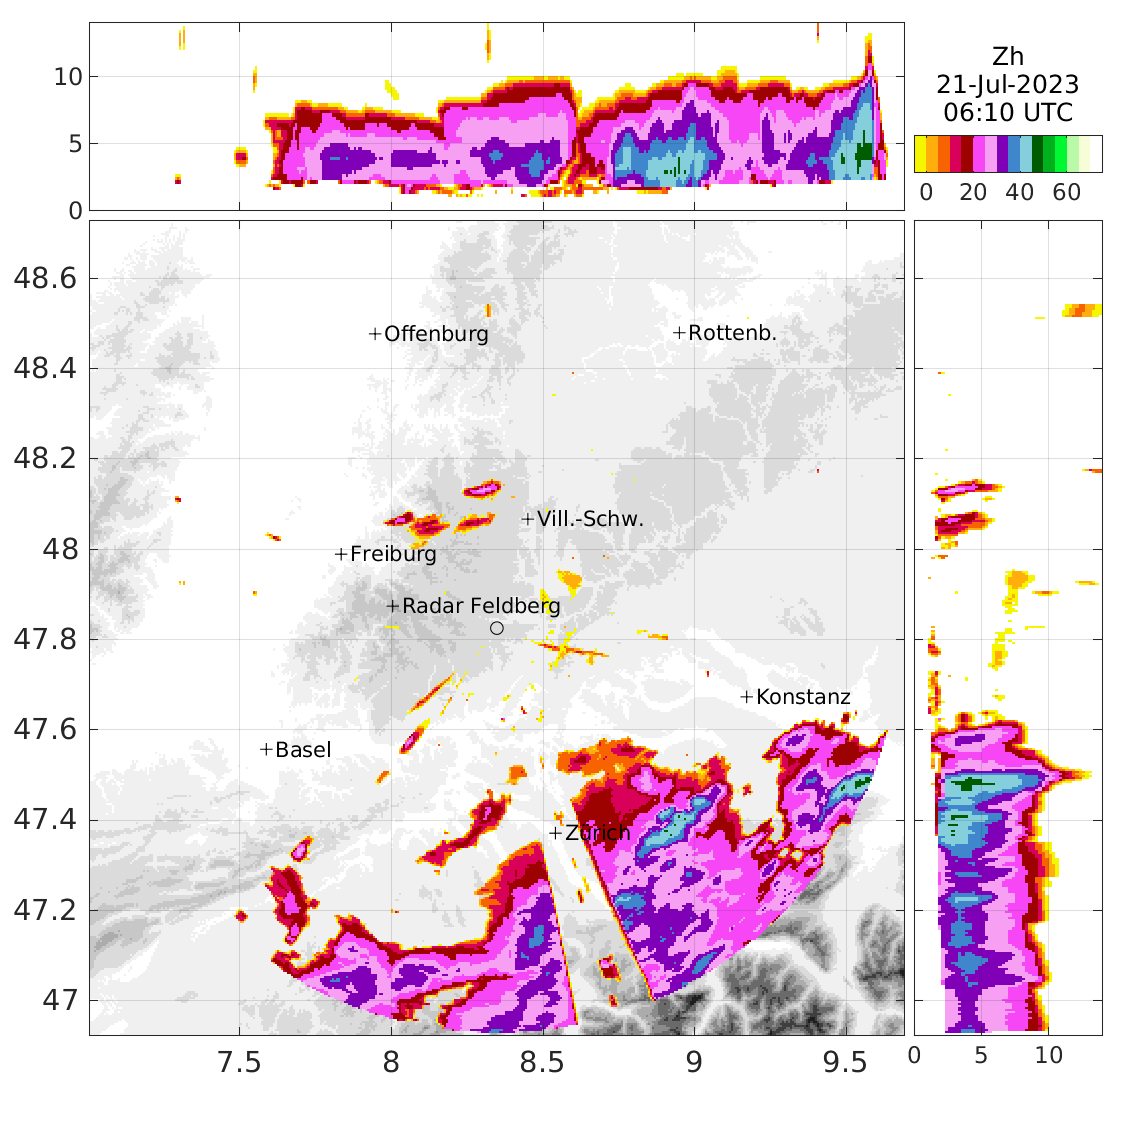 10
5
0
Zh
21-Jul-2023
06:10 UTC
0 20 40 60
48.6
48.4
48.2
48
47.8
47.6
47.4
47.2
47
+Offenburg
+Rottenb.
+Vill.-Schw.
+Freiburg
+Radar Feldberg
+Konstanz
+Basel
+Zürich
7.5 8 8.5 9 9.5
0 5 10